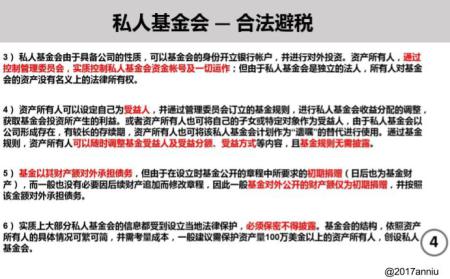 私人基金会 — 合法避税
3 ）私人基金会由于具备公司的性质，可以基金会的身份开立银行帐户，并进行对外投资。资产所有人，通过
控制管理委员会，实质控制私人基金会资金帐号及一切运作；但由于私人基金会是独立的法人，所有人对基金
会的资产没有名义上的法律所有权。
4 ）资产所有人可以设定自己为受益人，并通过管理委员会订立的基金规则，进行私人基金会收益分配的调整，
获取基金会投资所产生的利益。或者资产所有人也可将自己的子女或特定对象作为受益人，由于私人基金会以
公司形成存在，有较长的存续期，资产所有人也可将该私人基金会计划作为“遗嘱”的替代进行使用。通过基金
规则，资产所有人可以随时调整基金受益人及受益分额、受益方式等内容，且基金规则无需披露。
5 ）基金以其财产额对外承担债务，但由于在设立时基金公开的章程中所要求的初期捐赠（日后也为基金财
产），而一般也没有必要因后续财产追加而修改章程，因此一般基金对外公开的财产额仅为初期捐赠，并按照
该金额对外承担债务。
6 ）实质上大部分私人基金会的信息都受到设立当地法律保护，必须保密不得披露。基金会的结构，依照资产
所有人的具体情况可繁可简，并需考量成本，一般建议需保护资产量100万美金以上的资产所有人，创设私人
基金会。
4
@2017anniu